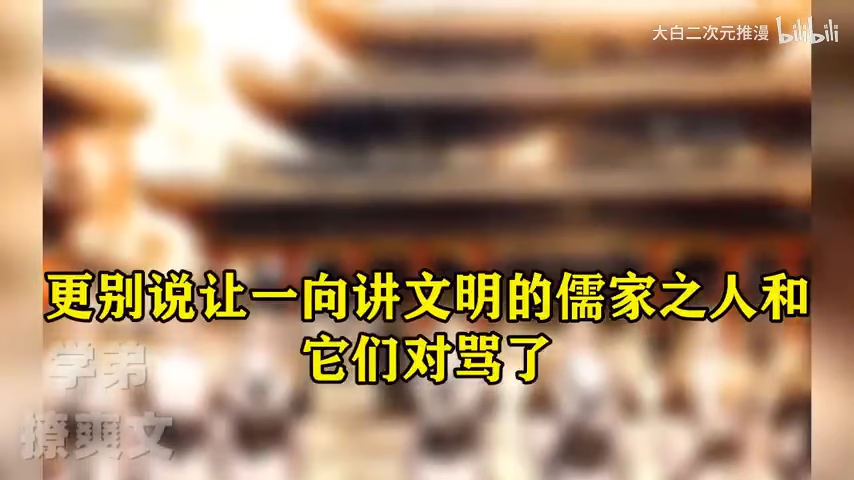 大白二次元推漫 bilibili
更别说让一向讲文明的儒家之人和
它们对骂了
学弟
撩爽文